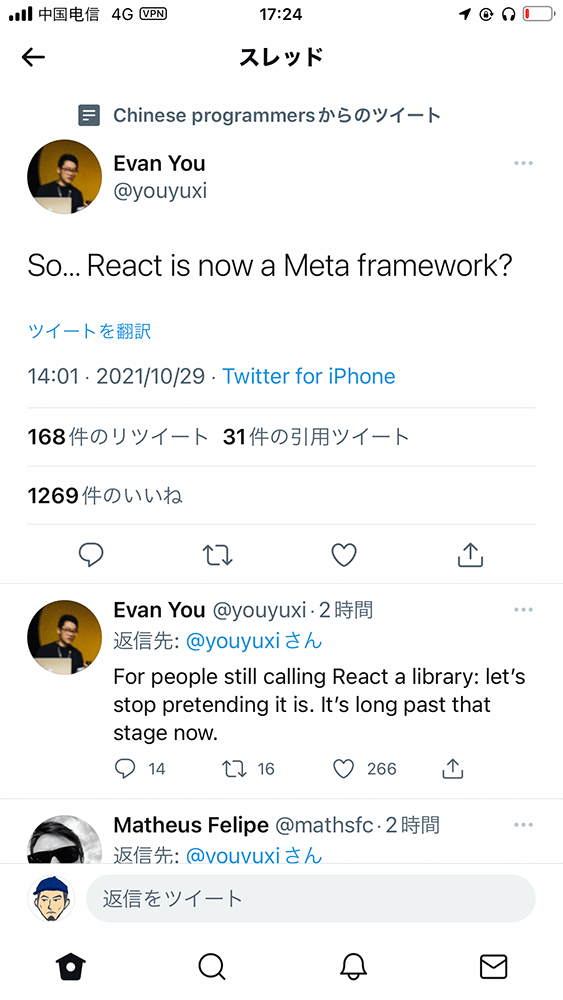 中国电信 4G VPN 17:24
スレッド
Chinese programmersからのツイート
Evan You
@youyuxi
So... React is now a Meta framework?
ツイートを翻訳
14:01 · 2021/10/29 · Twitter for iPhone
168件のリツイート 31件の引用ツイート
1269件のいいね
Evan You @youyuxi · 2時間
返信先: @youyuxiさん
For people still calling React a library: let's
stop pretending it is. It's long past that
stage now.
14 16 266
Matheus Felipe @mathsfc · 2時間
返信先: @youyuxiさん
返信をツイート